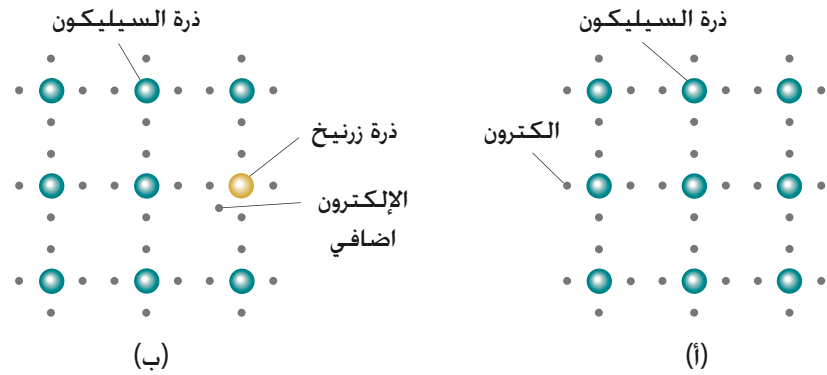 ذرة السيليكون
الكترون
(أ)
ذرة السيليكون
ذرة زرنيخ
الإلكترون
اضافي
(ب)